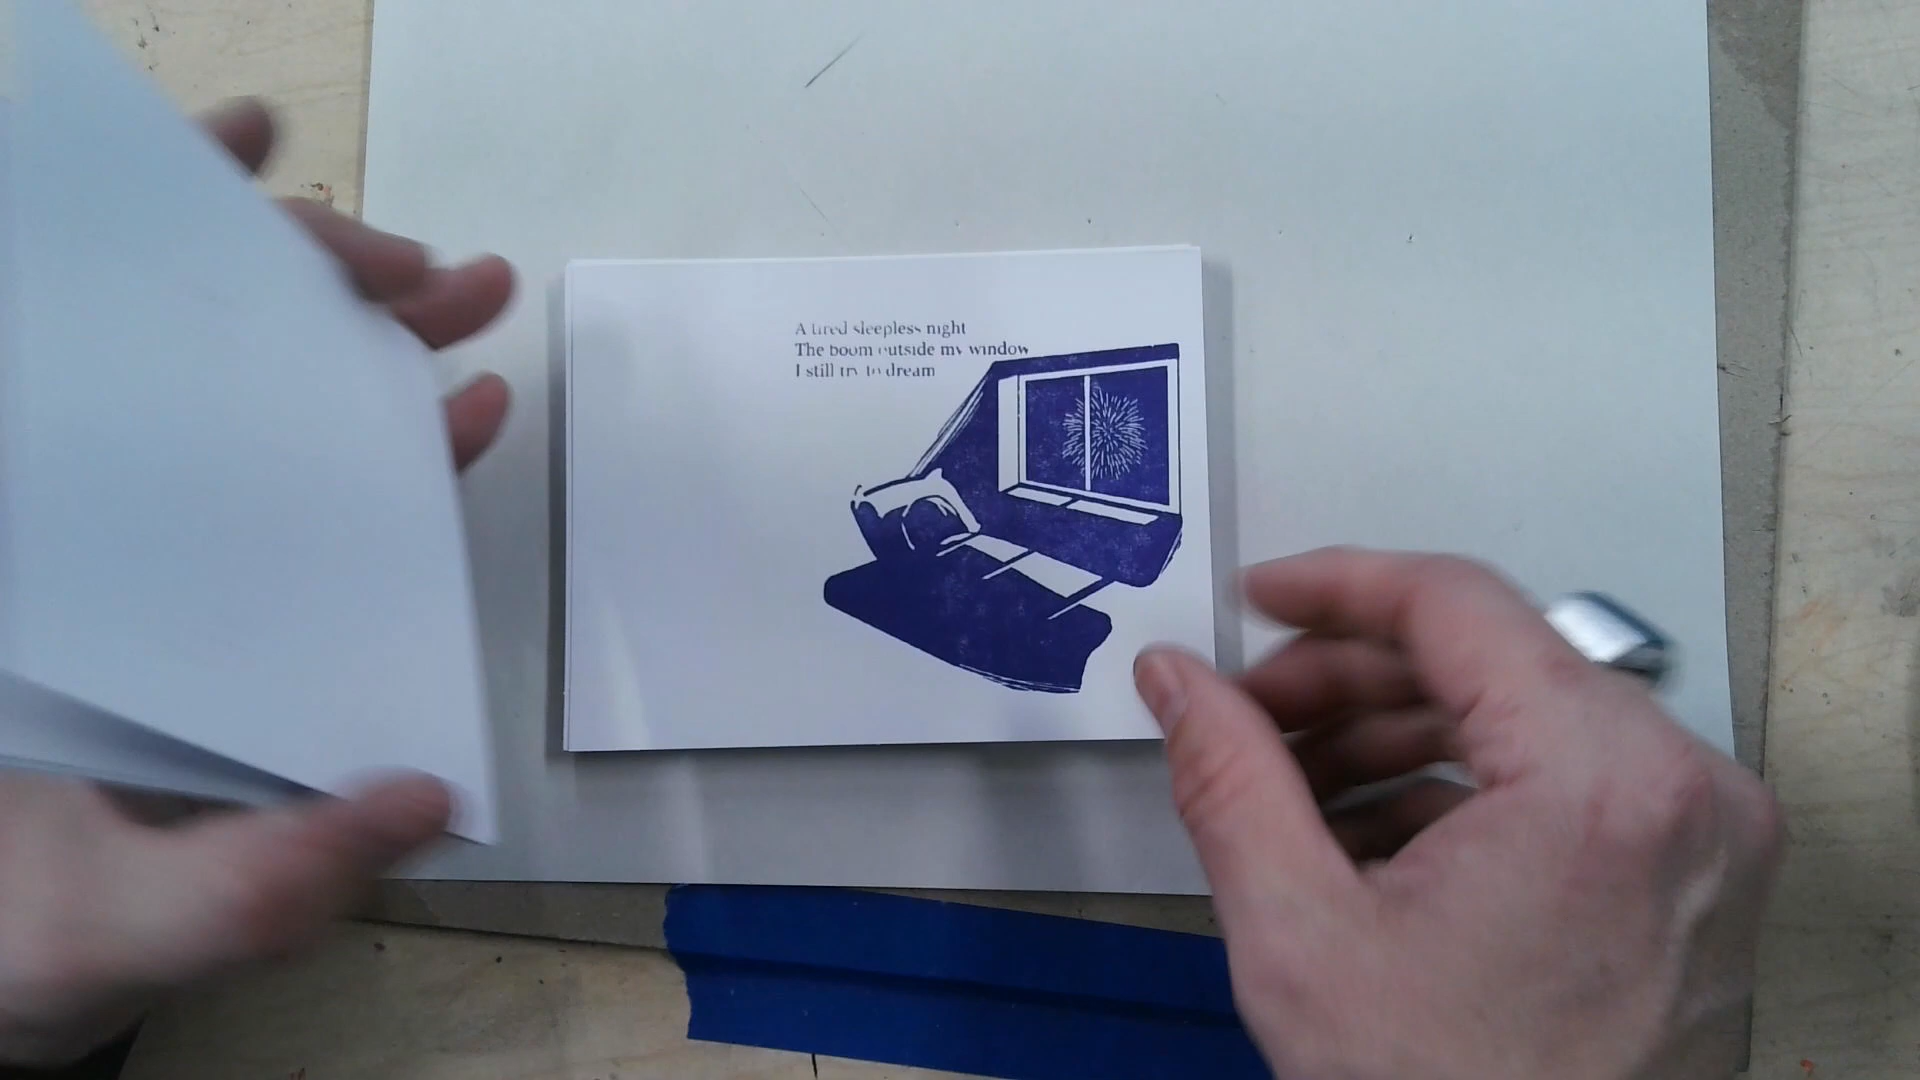 A tired sleepless night
The boom outside my window
I still try to dream